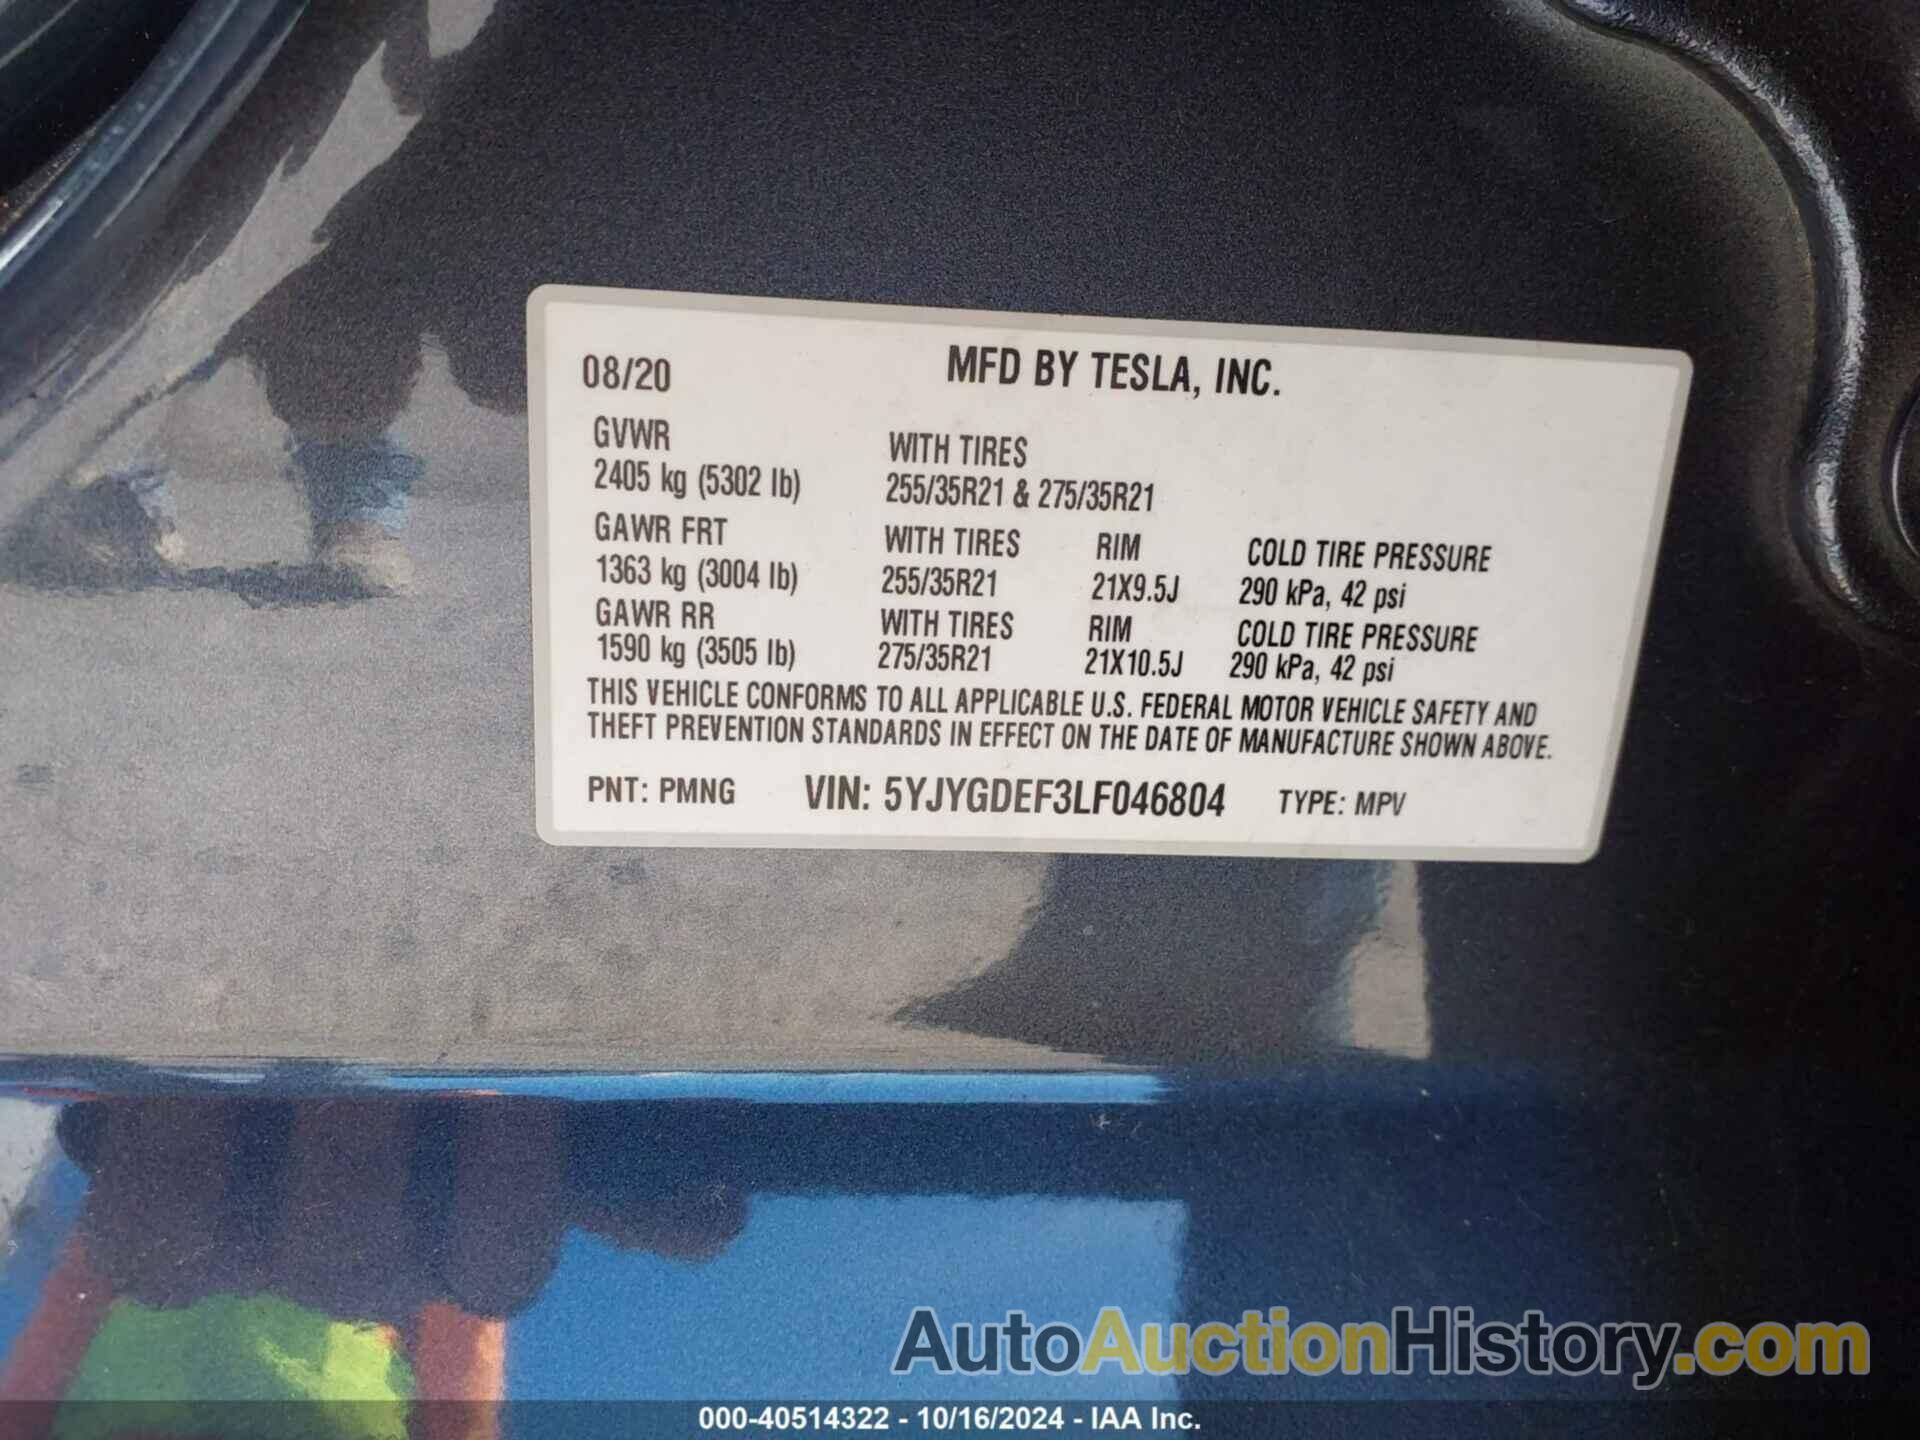 08/20 MFD BY TESLA, INC.
GVWR WITH TIRES
2405 kg (5302 lb) 255/35R21 & 275/35R21
GAWR FRT WITH TIRES RIM COLD TIRE PRESSURE
1363 kg (3004 lb) 255/35R21 21X9.5J 290 kPa, 42 psi
GAWR RR WITH TIRES RIM COLD TIRE PRESSURE
1590 kg (3505 lb) 275/35R21 21X10.5J 290 kPa, 42 psi
THIS VEHICLE CONFORMS TO ALL APPLICABLE U.S. FEDERAL MOTOR VEHICLE SAFETY AND
THEFT PREVENTION STANDARDS IN EFFECT ON THE DATE OF MANUFACTURE SHOWN ABOVE.
PNT: PMNG VIN: 5YJYGDEF3LF046804 TYPE: MPV
AutoAuctionHistory.com
000-40514322 - 10/16/2024 - IAA Inc.